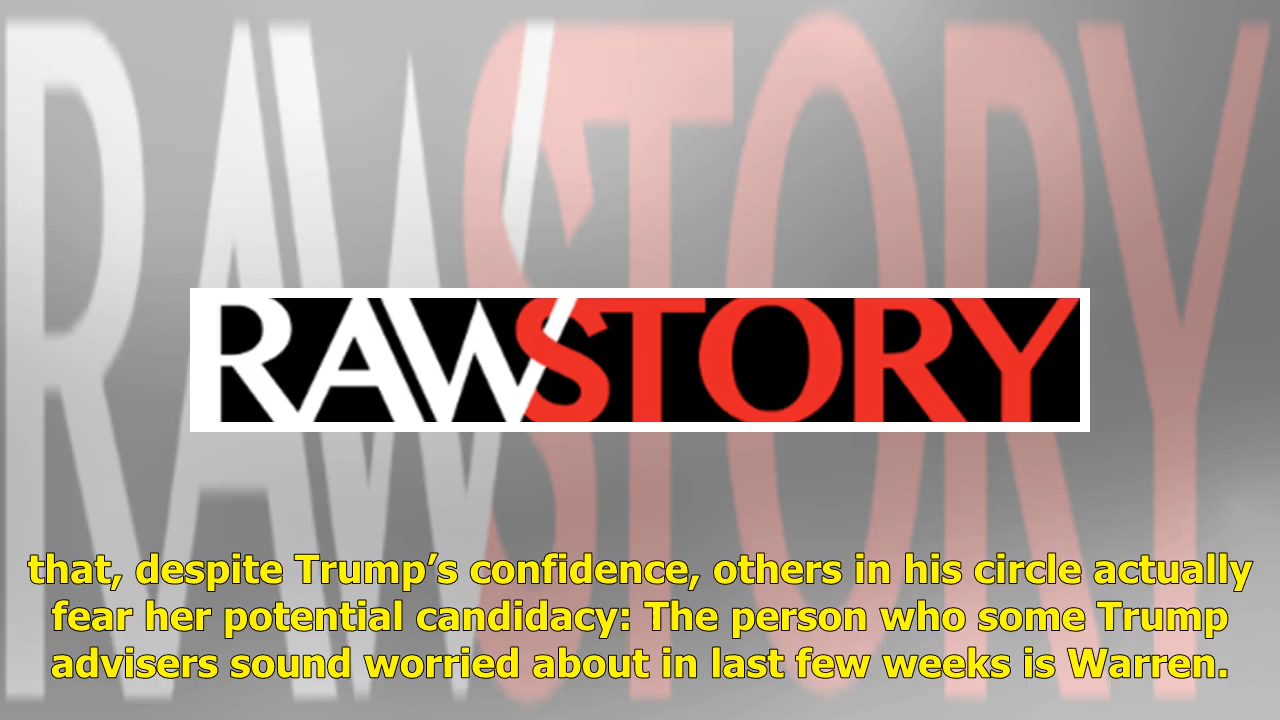 RAWSTORY
RAWSTORY
that, despite Trump’s confidence, others in his circle actually
fear her potential candidacy: The person who some Trump
advisers sound worried about in last few weeks is Warren.